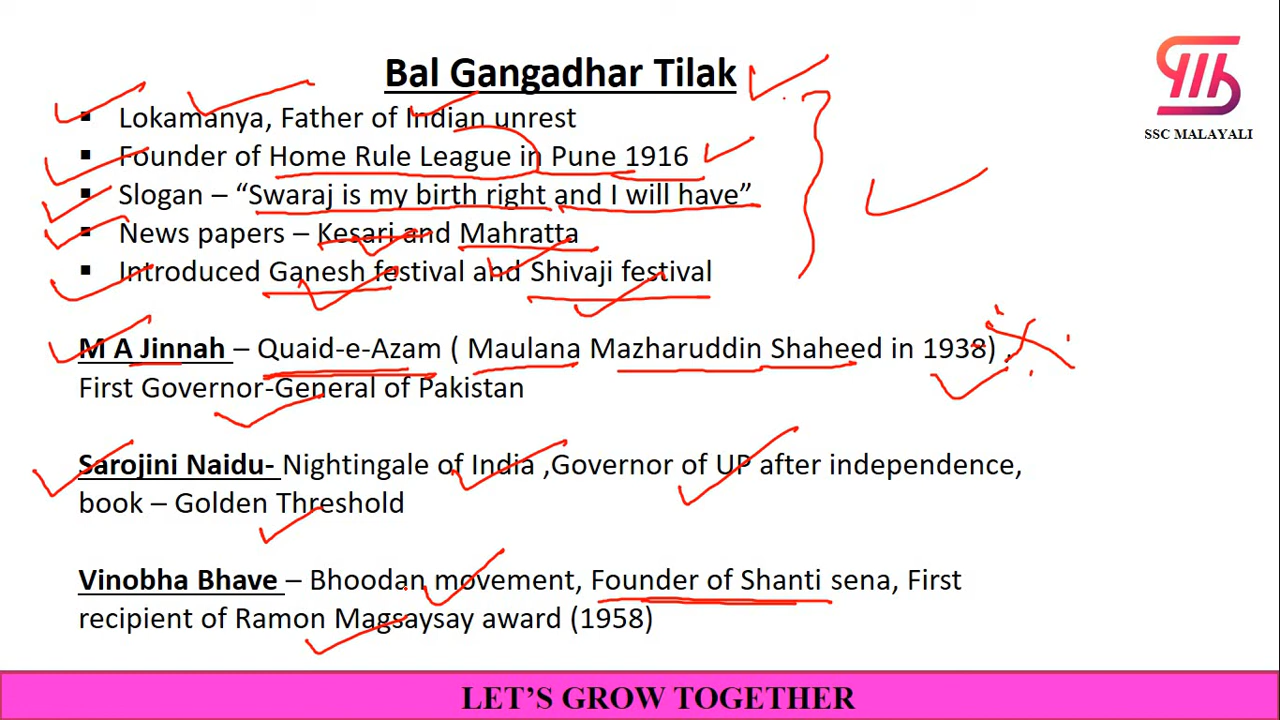 Bal Gangadhar Tilak
SSC MALAYALI
▪ Lokamanya, Father of Indian unrest
▪ Founder of Home Rule League in Pune 1916
▪ Slogan – “Swaraj is my birth right and I will have”
▪ News papers – Kesari and Mahratta
▪ Introduced Ganesh festival and Shivaji festival
M A Jinnah – Quaid-e-Azam ( Maulana Mazharuddin Shaheed in 1938) ,
First Governor-General of Pakistan
Sarojini Naidu- Nightingale of India ,Governor of UP after independence,
book – Golden Threshold
Vinobha Bhave – Bhoodan movement, Founder of Shanti sena, First
recipient of Ramon Magsaysay award (1958)
LET’S GROW TOGETHER